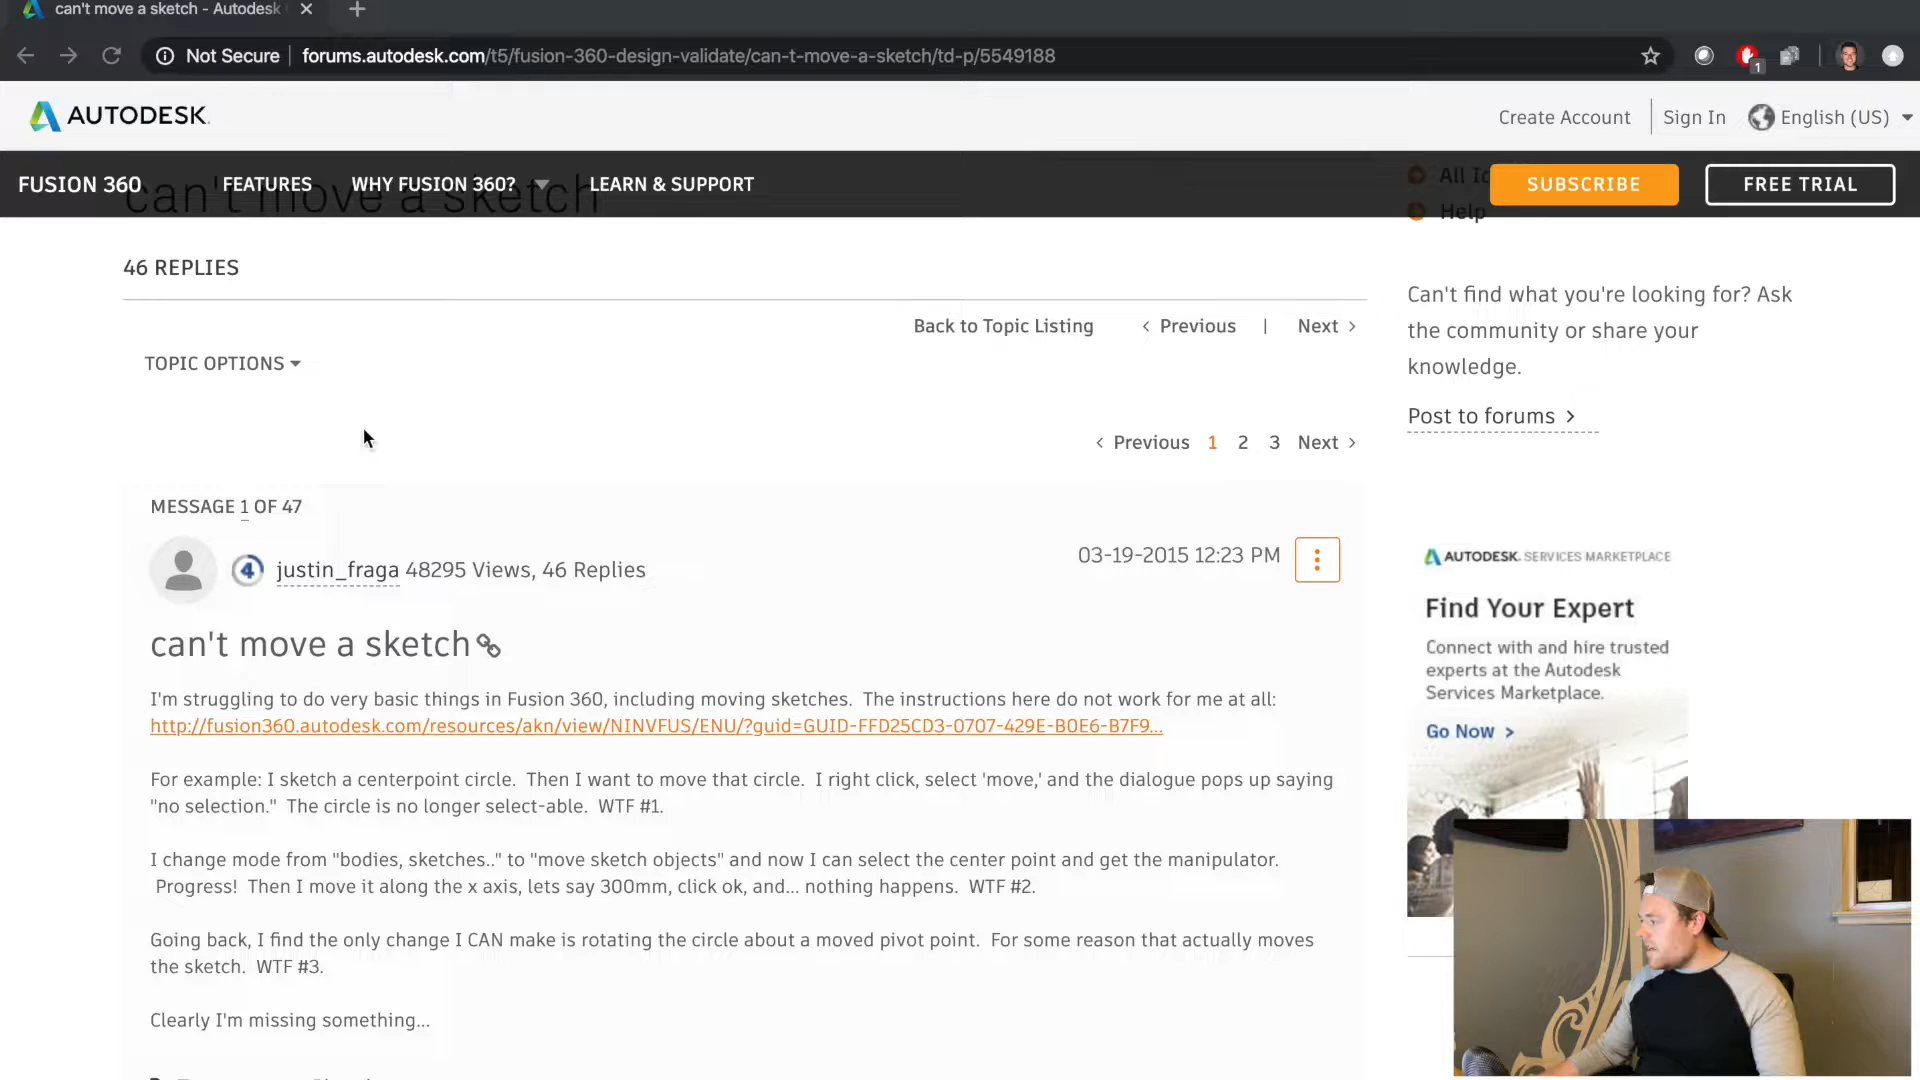 can't move a sketch - Autodesk
Not Secure | forums.autodesk.com/t5/fusion-360-design-validate/can-t-move-a-sketch/td-p/5549188
1
AUTODESK.
Create Account
Sign In
English (US)
FUSION 360
FEATURES
WHY FUSION 360?
LEARN & SUPPORT
SUBSCRIBE
FREE TRIAL
can't move a sketch
All
Help
46 REPLIES
Back to Topic Listing
Previous | Next
TOPIC OPTIONS
Previous 1 2 3 Next
Can't find what you're looking for? Ask
the community or share your
knowledge.
Post to forums
MESSAGE 1 OF 47
4 justin_fraga 48295 Views, 46 Replies
03-19-2015 12:23 PM
can't move a sketch
I'm struggling to do very basic things in Fusion 360, including moving sketches.  The instructions here do not work for me at all:
http://fusion360.autodesk.com/resources/akn/view/NINVFUS/ENU/?guid=GUID-FFD25CD3-0707-429E-B0E6-B7F9...
For example: I sketch a centerpoint circle.  Then I want to move that circle.  I right click, select 'move,' and the dialogue pops up saying
"no selection."  The circle is no longer select-able.  WTF #1.
I change mode from "bodies, sketches.." to "move sketch objects" and now I can select the center point and get the manipulator.
Progress!  Then I move it along the x axis, lets say 300mm, click ok, and... nothing happens.  WTF #2.
Going back, I find the only change I CAN make is rotating the circle about a moved pivot point.  For some reason that actually moves
the sketch.  WTF #3.
Clearly I'm missing something...
AUTODESK. SERVICES MARKETPLACE
Find Your Expert
Connect with and hire trusted
experts at the Autodesk
Services Marketplace.
Go Now >